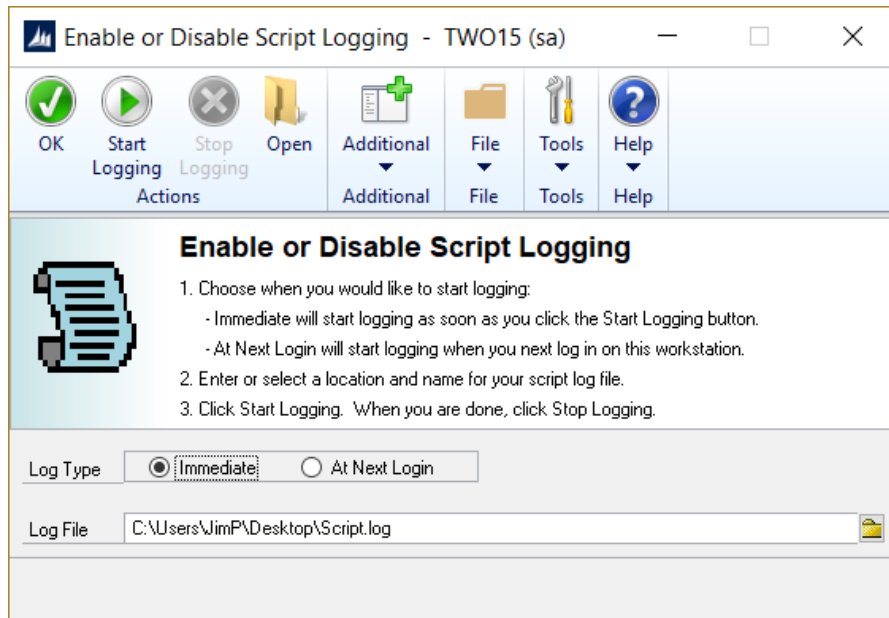 Enable or Disable Script Logging - TWO15 (sa)
OK
Start
Logging
Stop
Logging
Open
Additional
File
Tools
Help
Actions
Additional
File
Tools
Help
Enable or Disable Script Logging
1. Choose when you would like to start logging:
- Immediate will start logging as soon as you click the Start Logging button.
- At Next Login will start logging when you next log in on this workstation.
2. Enter or select a location and name for your script log file.
3. Click Start Logging. When you are done, click Stop Logging.
Log Type Immediate At Next Login
Log File C:\Users\JimP\Desktop\Script.log